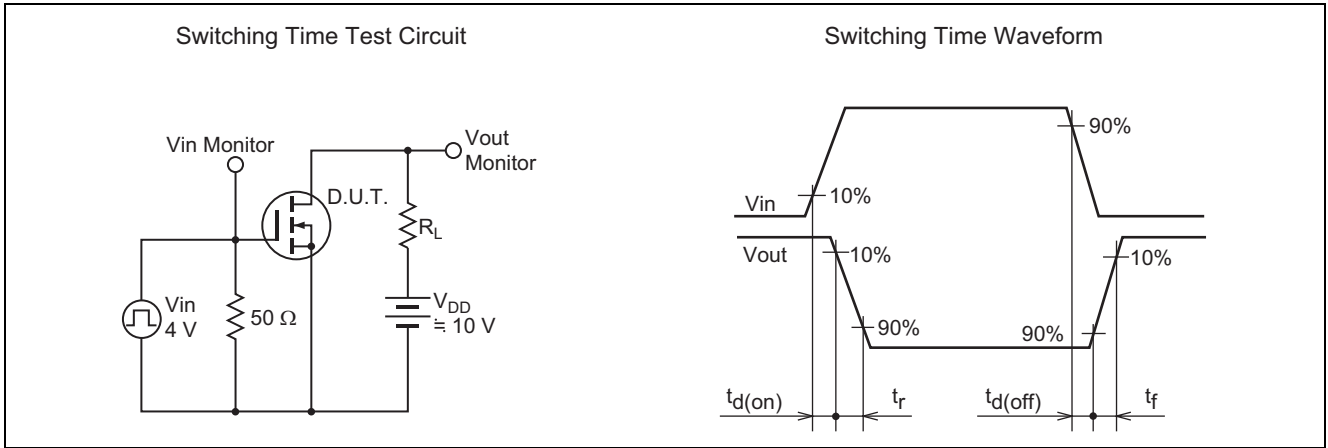 Switching Time Test Circuit
Vin Monitor
Vout
Monitor
D.U.T.
RL
Vin
4 V
50 Ω
VDD
≒ 10 V
Switching Time Waveform
90%
10%
Vin
Vout
10%
10%
90%
90%
td(on)
tr
td(off)
tf